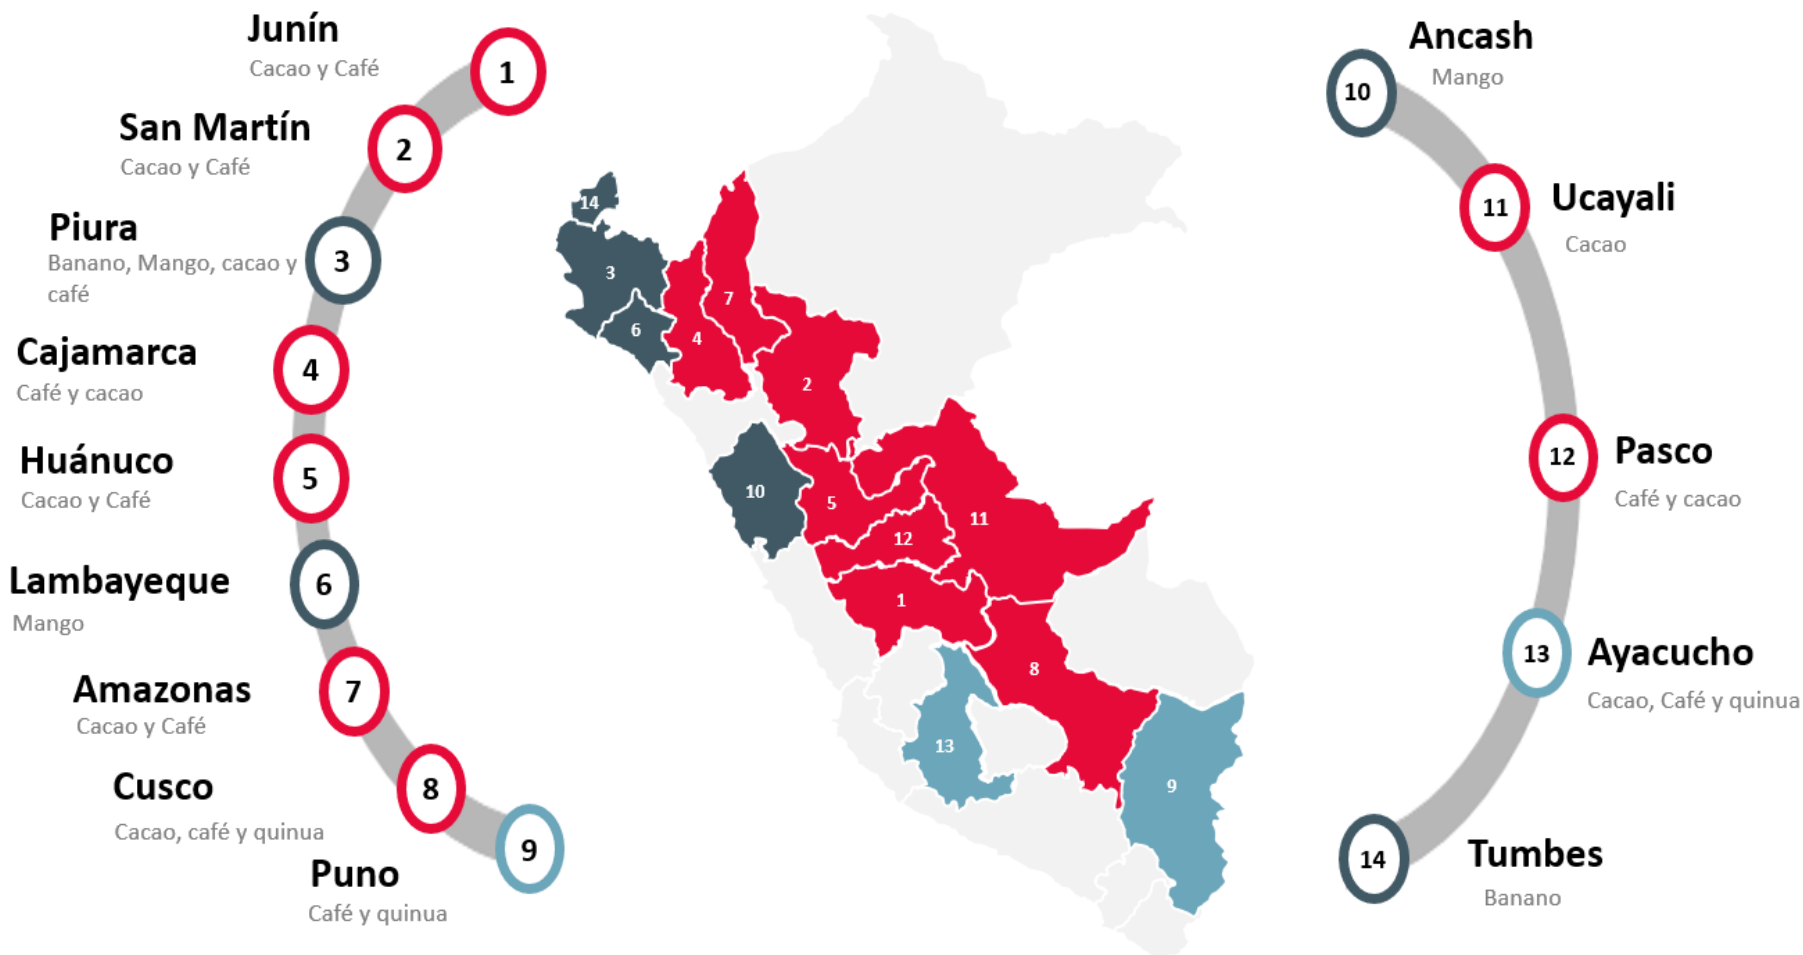 Junín
Cacao y Café
1
San Martín
Cacao y Café
2
Piura
Banano, Mango, cacao y
café
3
Cajamarca
Café y cacao
4
Huánuco
Cacao y Café
5
Lambayeque
Mango
6
Amazonas
Cacao y Café
7
Cusco
Cacao, café y quinua
8
Puno
Café y quinua
9
14
3
6
4
7
2
10
5
11
12
1
8
13
9
Ancash
Mango
10
Ucayali
Cacao
11
Pasco
Café y cacao
12
Ayacucho
Cacao, Café y quinua
13
Tumbes
Banano
14